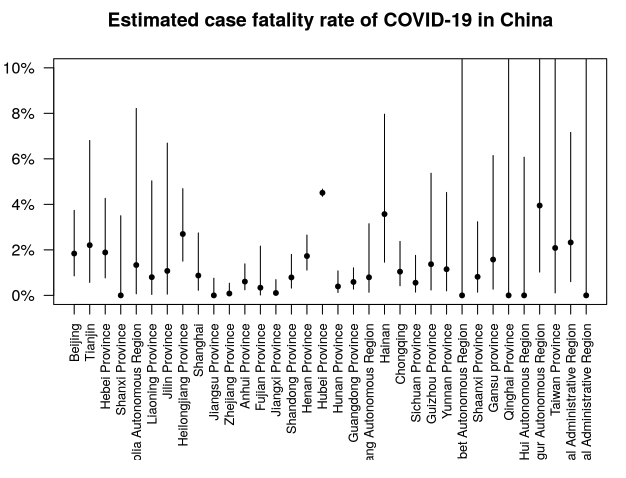 Estimated case fatality rate of COVID-19 in China
10%
8%
6%
4%
2%
0%
Beijing
Tianjin
Hebei Province
Shanxi Province
olia Autonomous Region
Liaoning Province
Jilin Province
Heilongjiang Province
Shanghai
Jiangsu Province
Zhejiang Province
Anhui Province
Fujian Province
Jiangxi Province
Shandong Province
Henan Province
Hubei Province
Hunan Province
Guangdong Province
ang Autonomous Region
Hainan
Chongqing
Sichuan Province
Guizhou Province
Yunnan Province
bet Autonomous Region
Shaanxi Province
Gansu province
Qinghai Province
Hui Autonomous Region
gur Autonomous Region
Taiwan Province
al Administrative Region
al Administrative Region